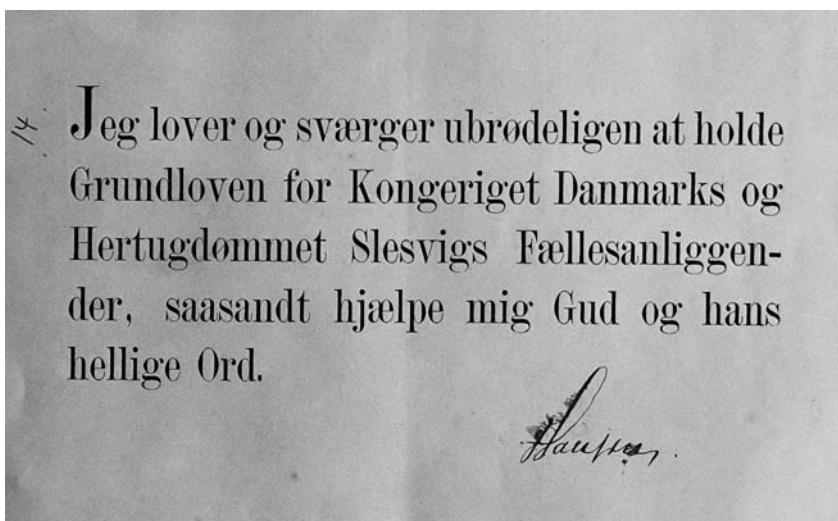 14.
Jeg lover og sværger ubrødeligen at holde
Grundloven for Kongeriget Danmarks og
Hertugdømmet Slesvigs Fællesanliggen-
der, saasandt hjælpe mig Gud og hans
hellige Ord.